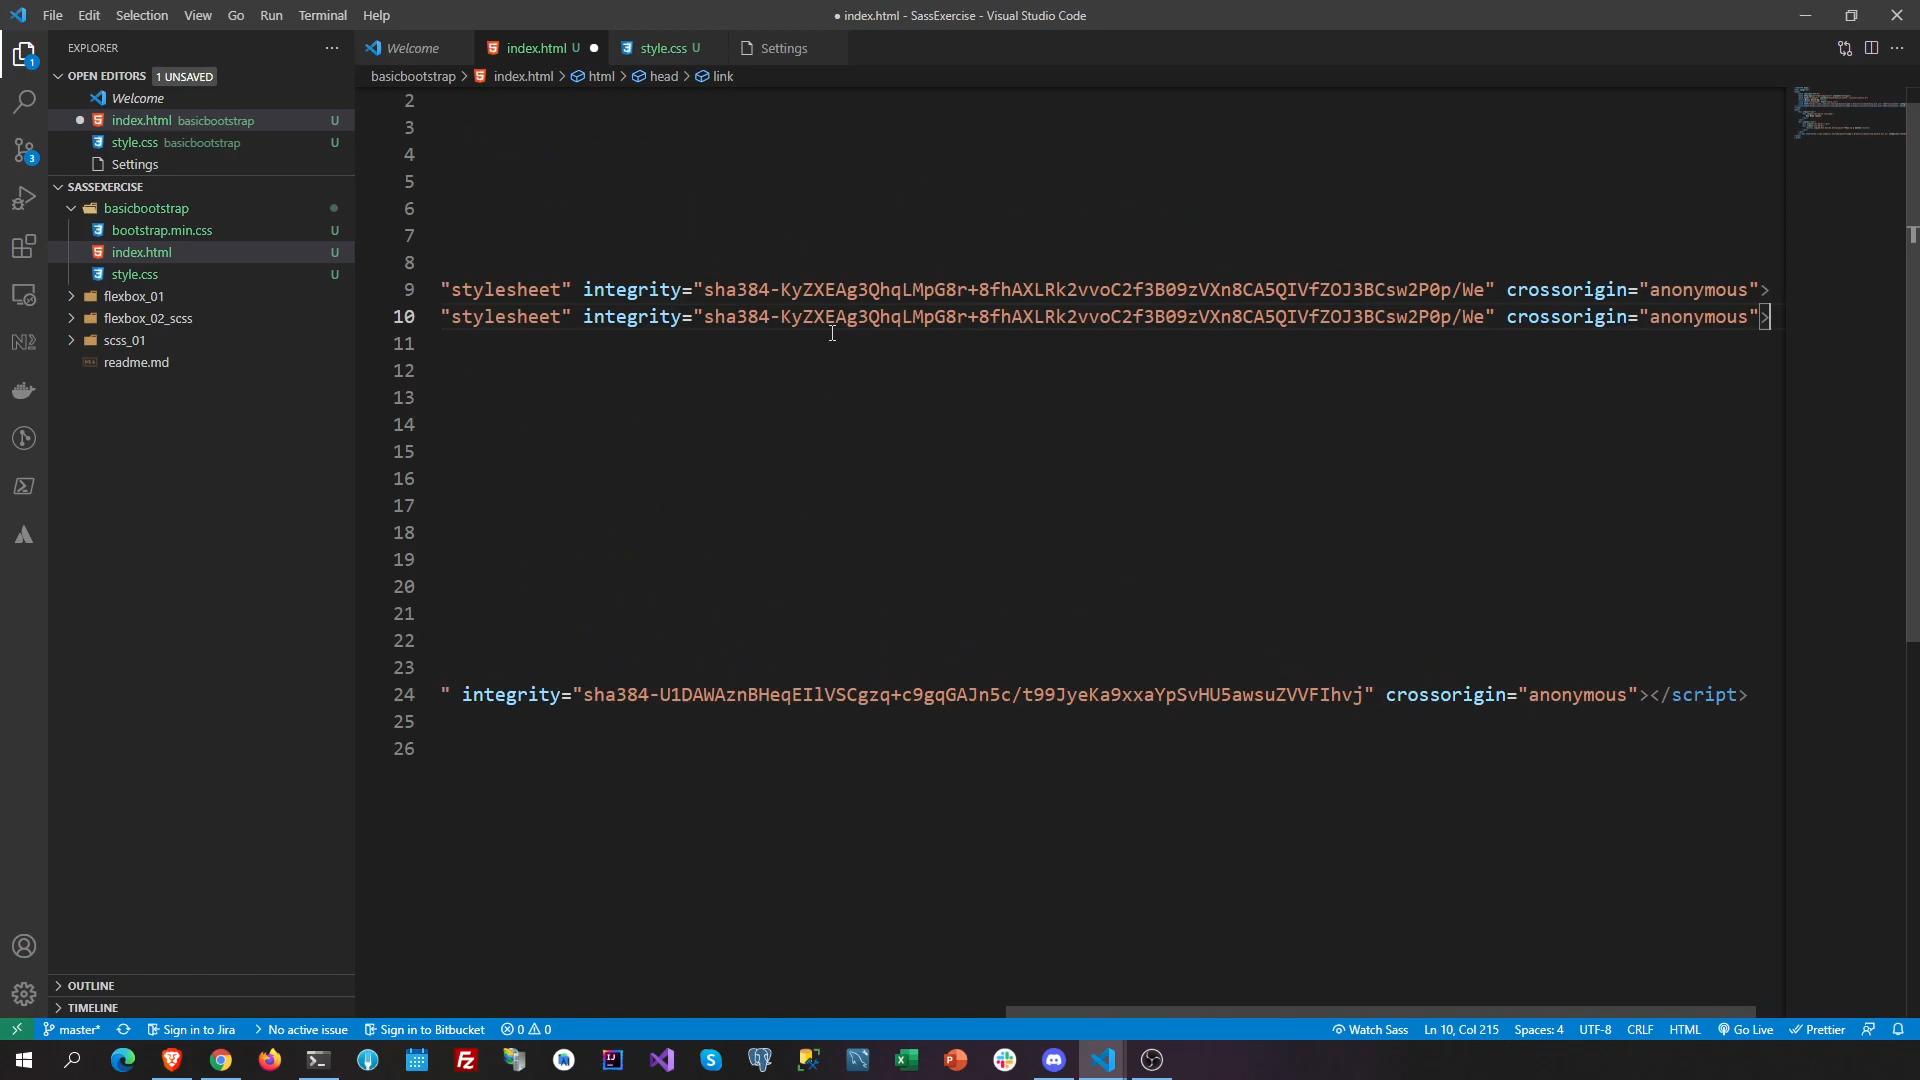 File Edit Selection View Go Run Terminal Help
● index.html - SassExercise - Visual Studio Code
EXPLORER
Welcome
index.html U
style.css U
Settings
OPEN EDITORS 1 UNSAVED
basicbootstrap > index.html > html > head > link
Welcome
index.html basicbootstrap U
style.css basicbootstrap U
Settings
SASSEXERCISE
basicbootstrap
bootstrap.min.css U
index.html U
style.css U
flexbox_01
flexbox_02_scss
scss_01
readme.md
1
3
2
3
4
5
6
7
8
9 "stylesheet" integrity="sha384-KyZXEAg3QhqLMpG8r+8fhAXLRk2vvoC2f3B09zVXn8CA5QIVfZOJ3BCsw2P0p/We" crossorigin="anonymous">
10 "stylesheet" integrity="sha384-KyZXEAg3QhqLMpG8r+8fhAXLRk2vvoC2f3B09zVXn8CA5QIVfZOJ3BCsw2P0p/We" crossorigin="anonymous">
11
12
13
14
15
16
17
18
19
20
21
22
23
24 " integrity="sha384-U1DAWAznBHeqEIlVSCgzq+c9gqGAJn5c/t99JyeKa9xxaYpSvHU5awsuZVVFIhvj" crossorigin="anonymous"></script>
25
26
OUTLINE
TIMELINE
master* Sign in to Jira No active issue Sign in to Bitbucket 0 0 Watch Sass Ln 10, Col 215 Spaces: 4 UTF-8 CRLF HTML Go Live Prettier